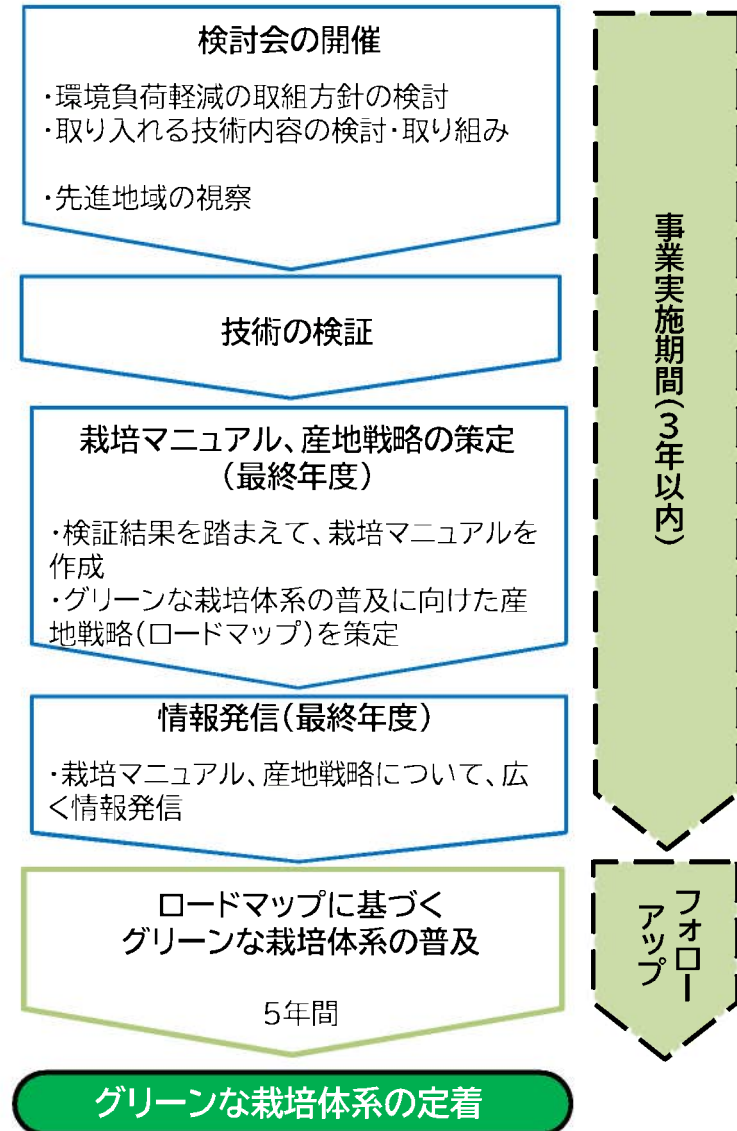 検討会の開催
・環境負荷軽減の取組方針の検討
・取り入れる技術内容の検討・取り組み
・先進地域の視察
技術の検証
栽培マニュアル、産地戦略の策定
(最終年度)
・検証結果を踏まえて、栽培マニュアルを
作成
・グリーンな栽培体系の普及に向けた産
地戦略(ロードマップ)を策定
情報発信(最終年度)
・栽培マニュアル、産地戦略について、広
く情報発信
ロードマップに基づく
グリーンな栽培体系の普及
5年間
グリーンな栽培体系の定着
事業実施期間(3年以内)
フォロー
アップ